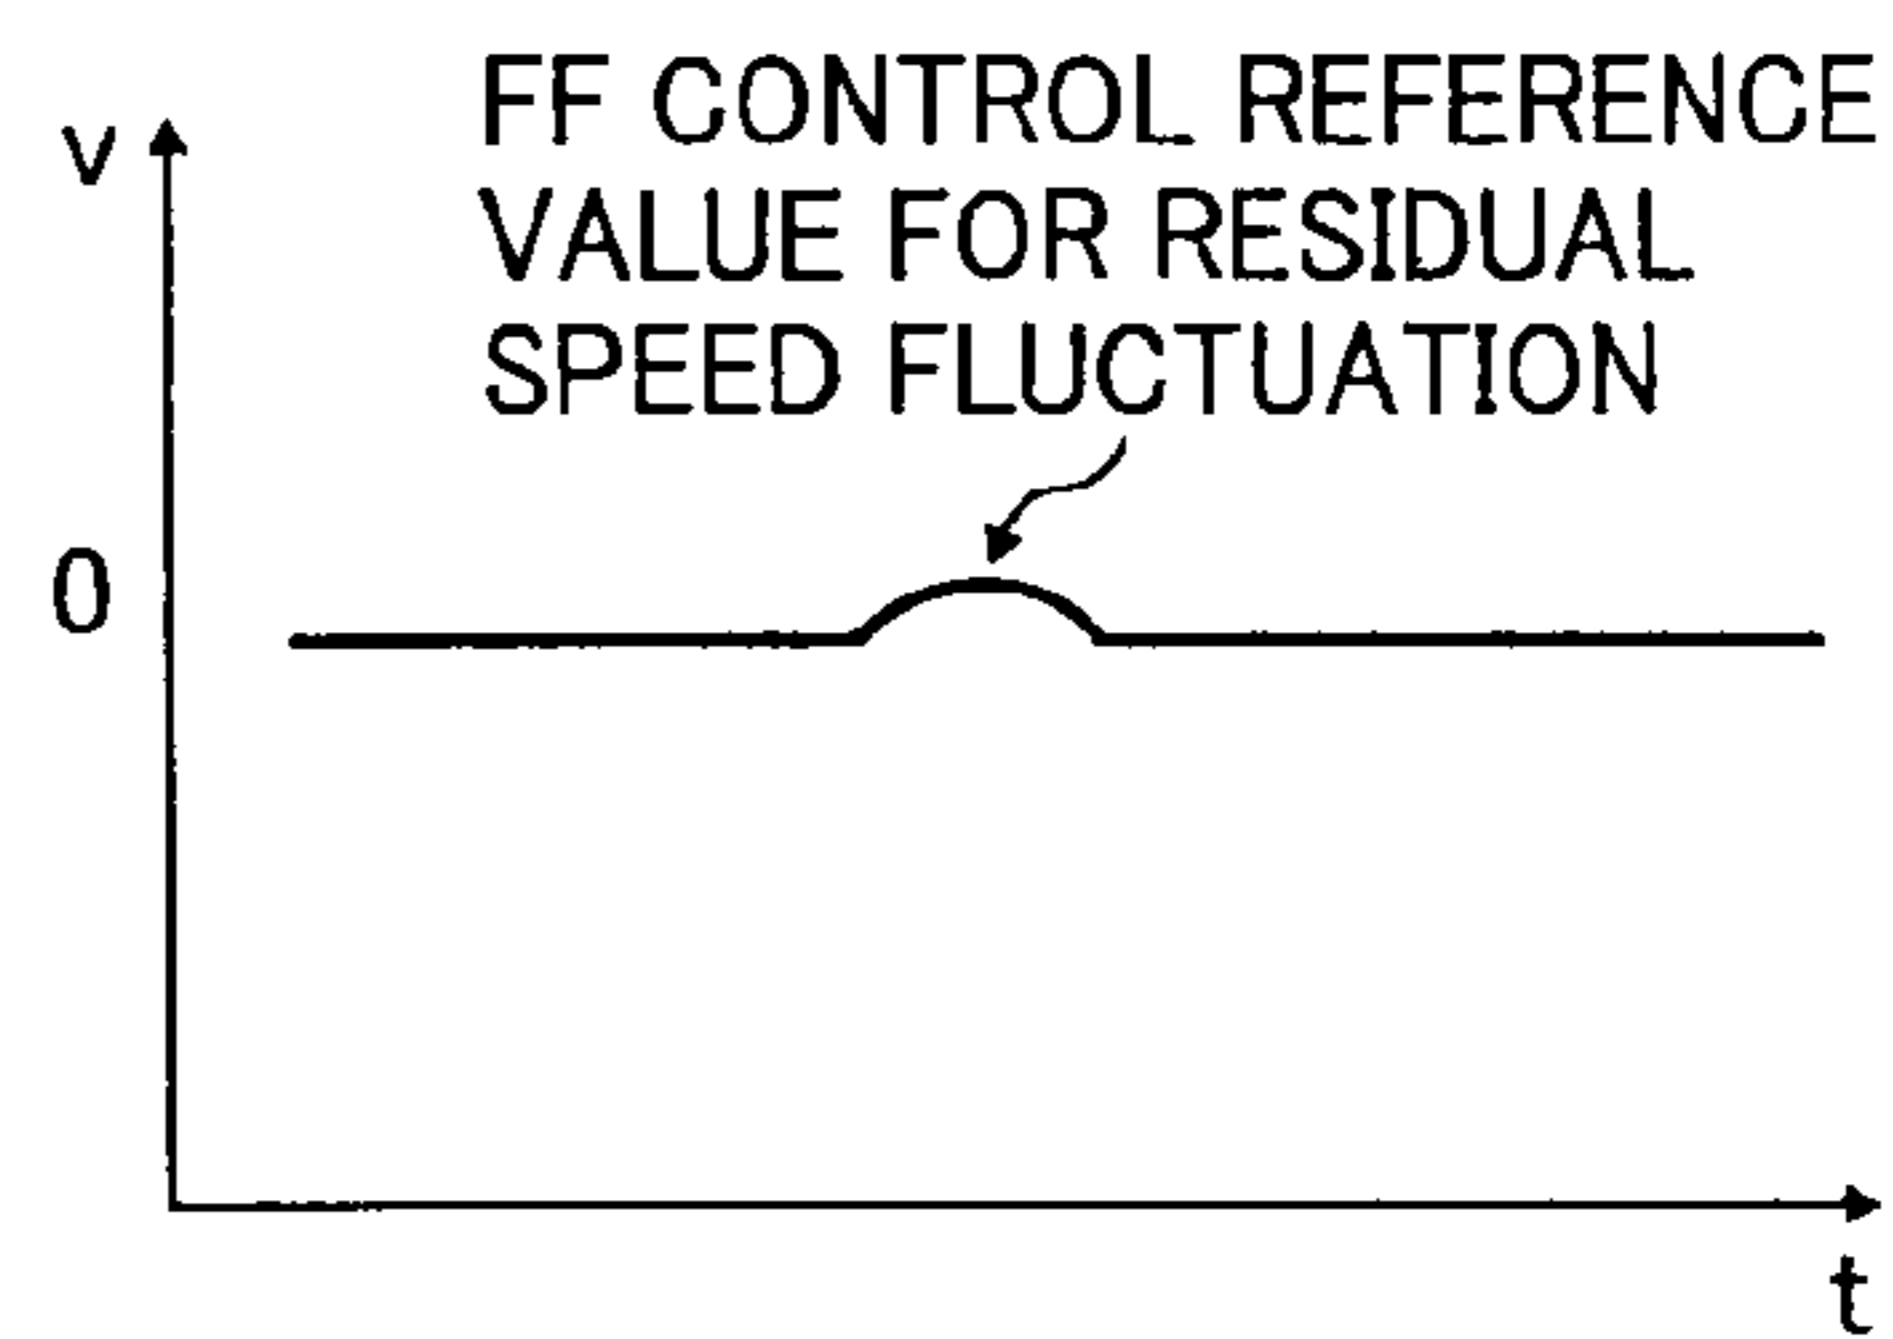 FF CONTROL REFERENCE
VALUE FOR RESIDUAL
SPEED FLUCTUATION
v
0
t